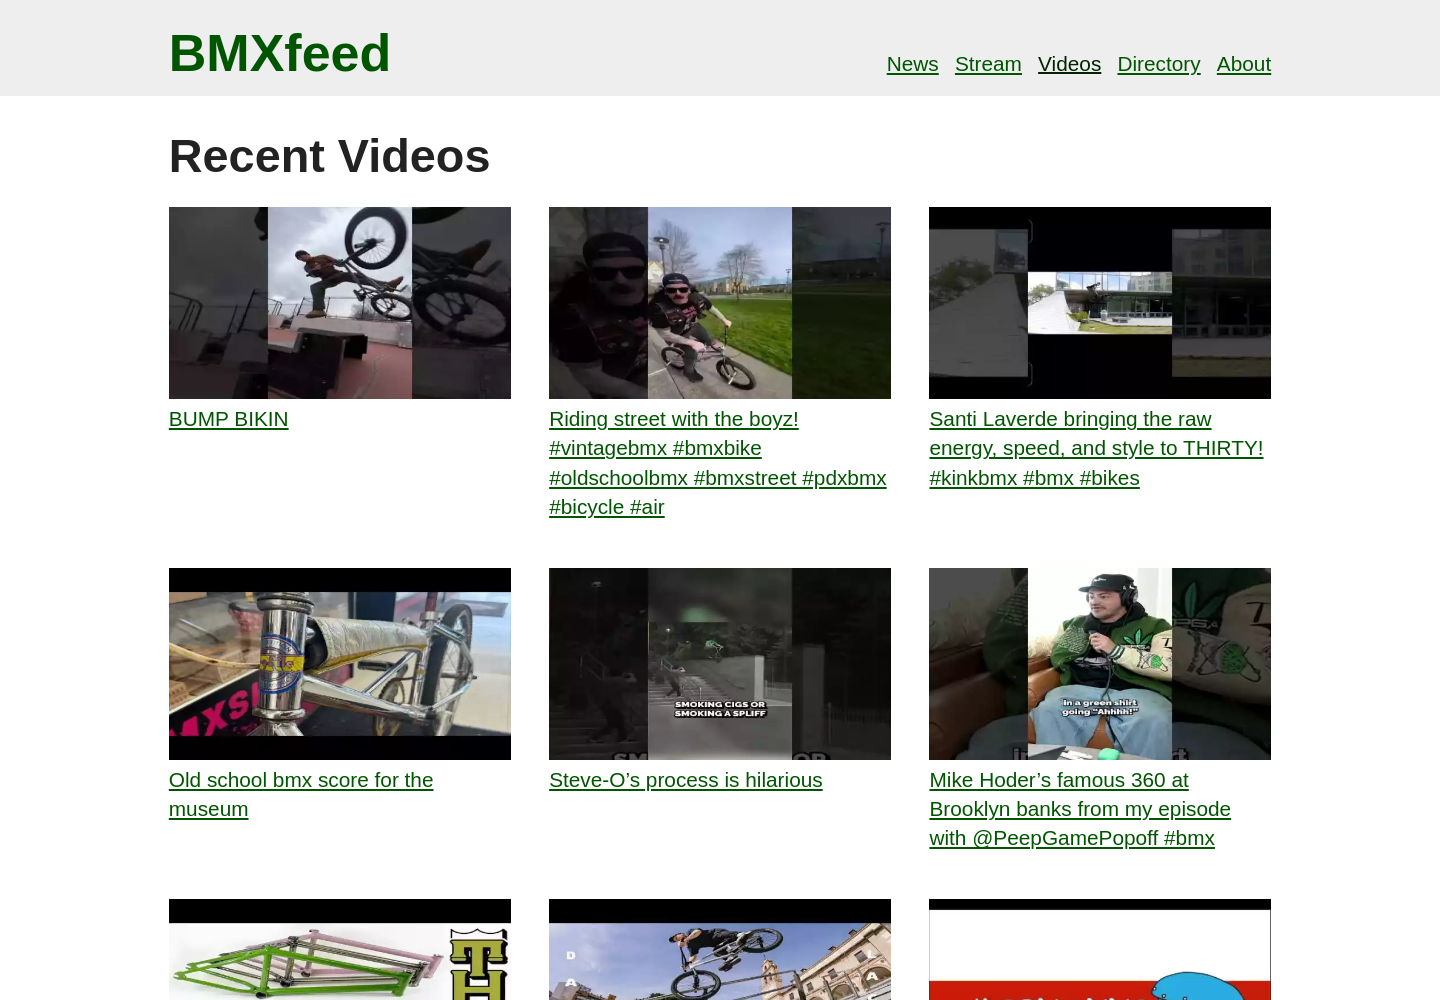 BMXfeed
News Stream Videos Directory About
Recent Videos
BUMP BIKIN
Riding street with the boyz!
#vintagebmx #bmxbike
#oldschoolbmx #bmxstreet #pdxbmx
#bicycle #air
Santi Laverde bringing the raw
energy, speed, and style to THIRTY!
#kinkbmx #bmx #bikes
SMOKING CIGS OR
SMOKING A SPLIFF
In a green shirt
going "Ahhhh!"
Old school bmx score for the
museum
Steve-O’s process is hilarious
Mike Hoder’s famous 360 at
Brooklyn banks from my episode
with @PeepGamePopoff #bmx
TH
D
A
L
A